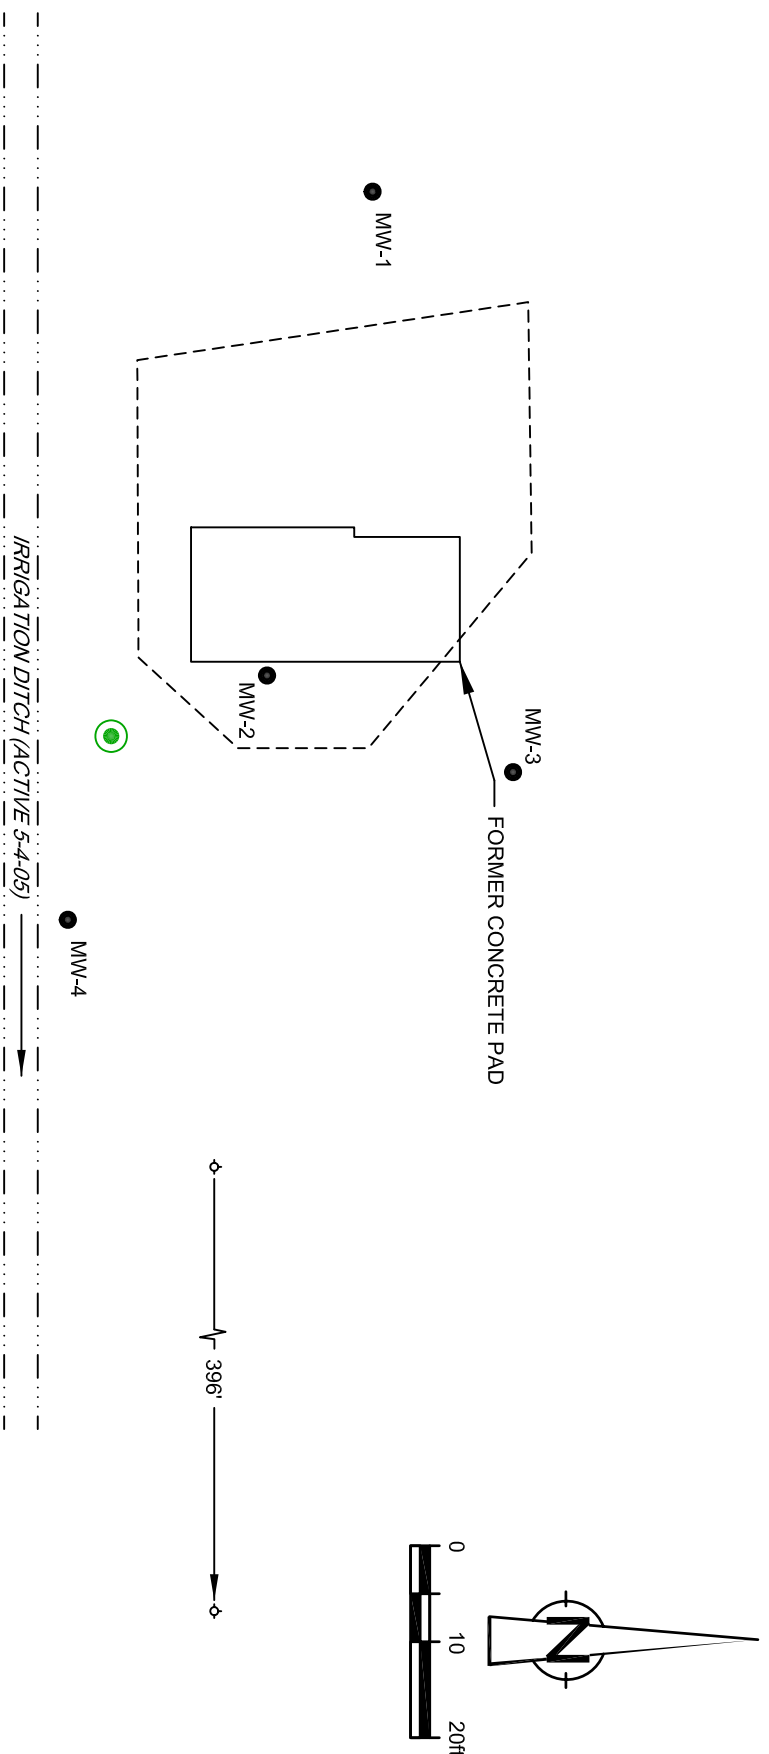 MW-1
MW-2
MW-3
MW-4
FORMER CONCRETE PAD
IRRIGATION DITCH (ACTIVE 5-4-05)
396'
0
10
20ft
N